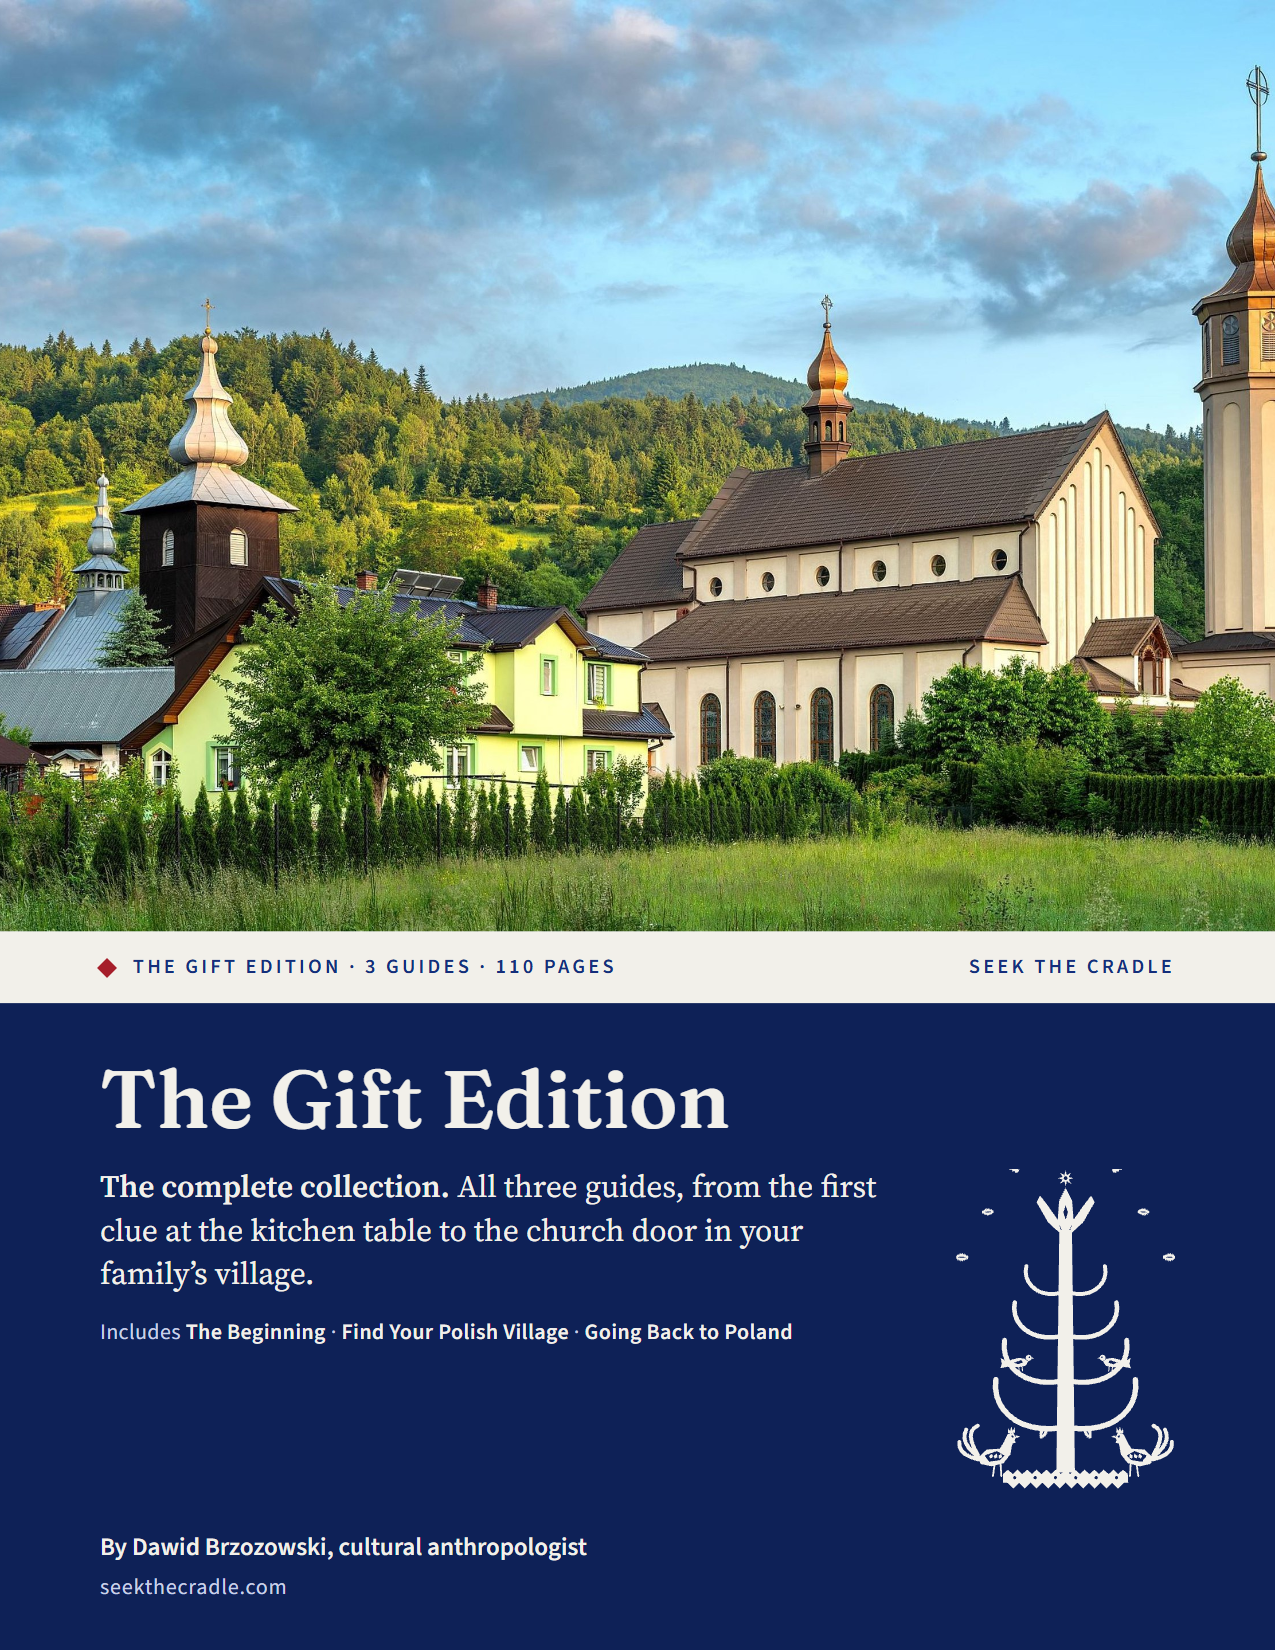 THE GIFT EDITION · 3 GUIDES · 110 PAGES
SEEK THE CRADLE
The Gift Edition
The complete collection. All three guides, from the first
clue at the kitchen table to the church door in your
family’s village.
Includes The Beginning · Find Your Polish Village · Going Back to Poland
By Dawid Brzozowski, cultural anthropologist
seekthecradle.com